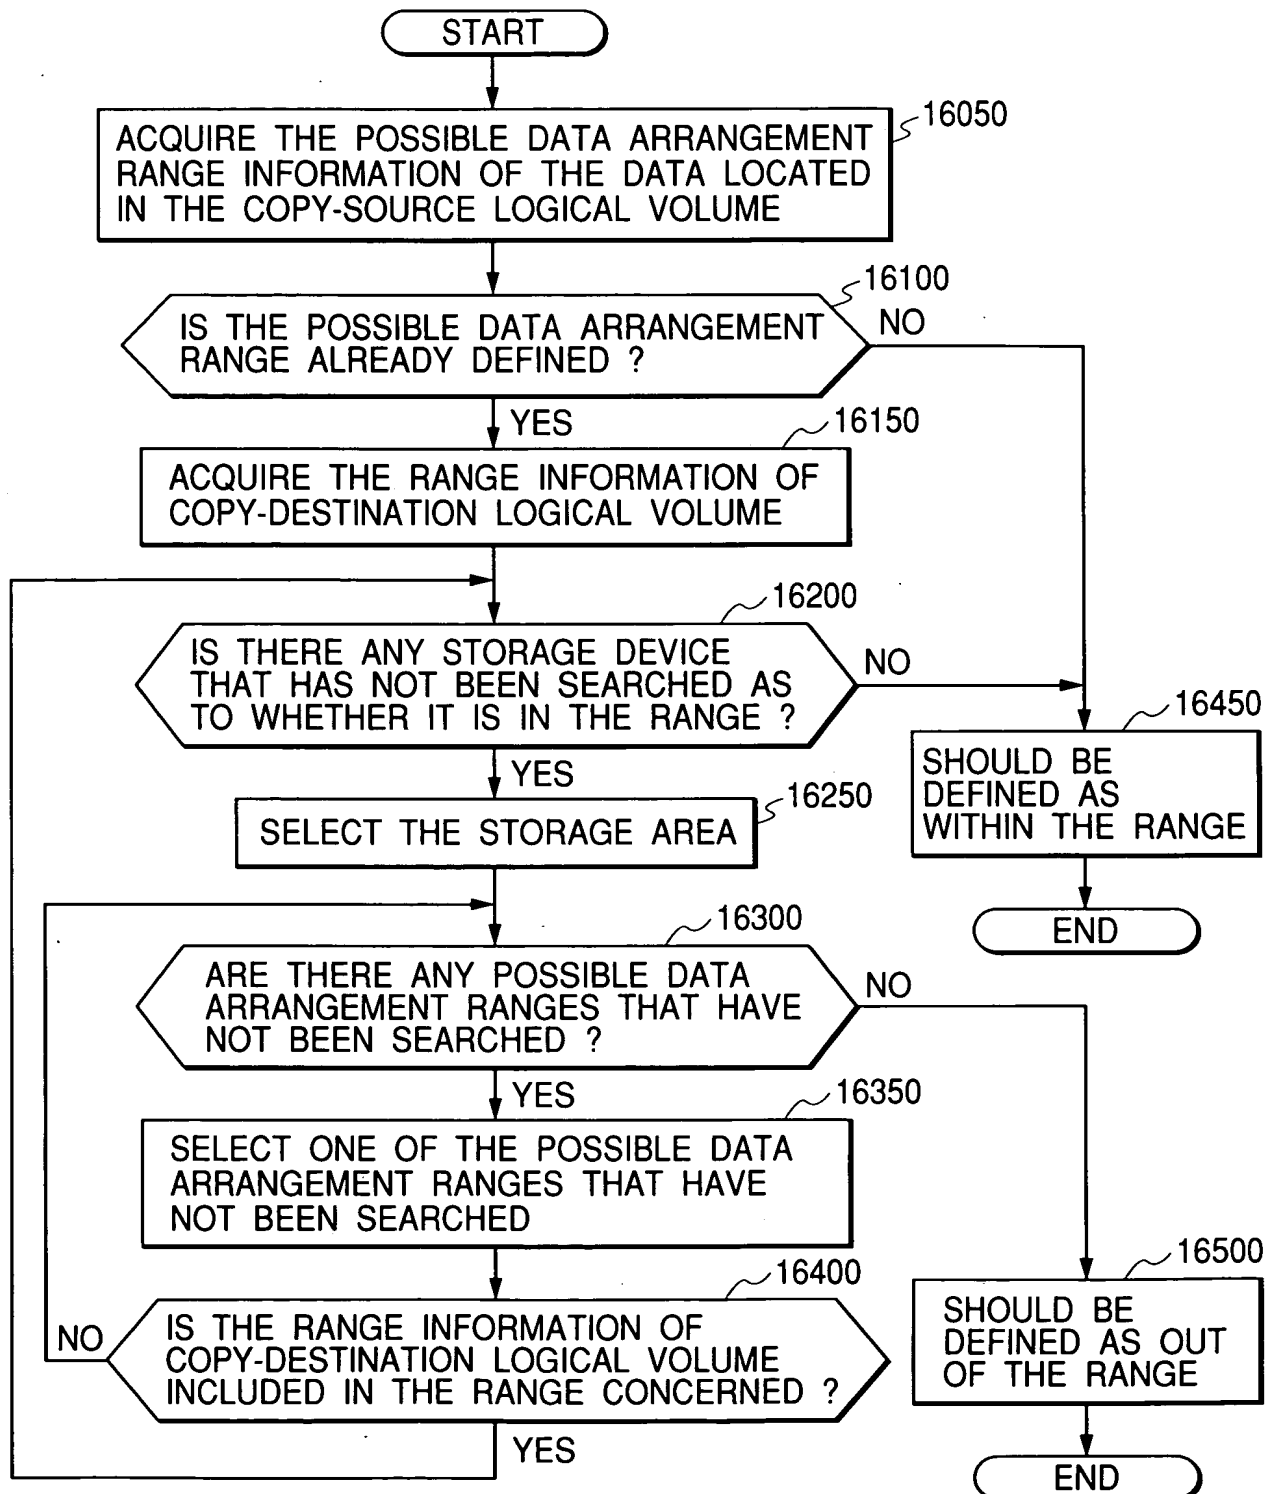 START
16050
ACQUIRE THE POSSIBLE DATA ARRANGEMENT
RANGE INFORMATION OF THE DATA LOCATED
IN THE COPY-SOURCE LOGICAL VOLUME
16100
IS THE POSSIBLE DATA ARRANGEMENT
RANGE ALREADY DEFINED ?
NO
YES
16150
ACQUIRE THE RANGE INFORMATION OF
COPY-DESTINATION LOGICAL VOLUME
16200
IS THERE ANY STORAGE DEVICE
THAT HAS NOT BEEN SEARCHED AS
TO WHETHER IT IS IN THE RANGE ?
NO
YES
16450
SHOULD BE
DEFINED AS
WITHIN THE RANGE
END
16250
SELECT THE STORAGE AREA
16300
ARE THERE ANY POSSIBLE DATA
ARRANGEMENT RANGES THAT HAVE
NOT BEEN SEARCHED ?
NO
YES
16350
SELECT ONE OF THE POSSIBLE DATA
ARRANGEMENT RANGES THAT HAVE
NOT BEEN SEARCHED
16400
IS THE RANGE INFORMATION OF
COPY-DESTINATION LOGICAL VOLUME
INCLUDED IN THE RANGE CONCERNED ?
NO
YES
16500
SHOULD BE
DEFINED AS OUT
OF THE RANGE
END